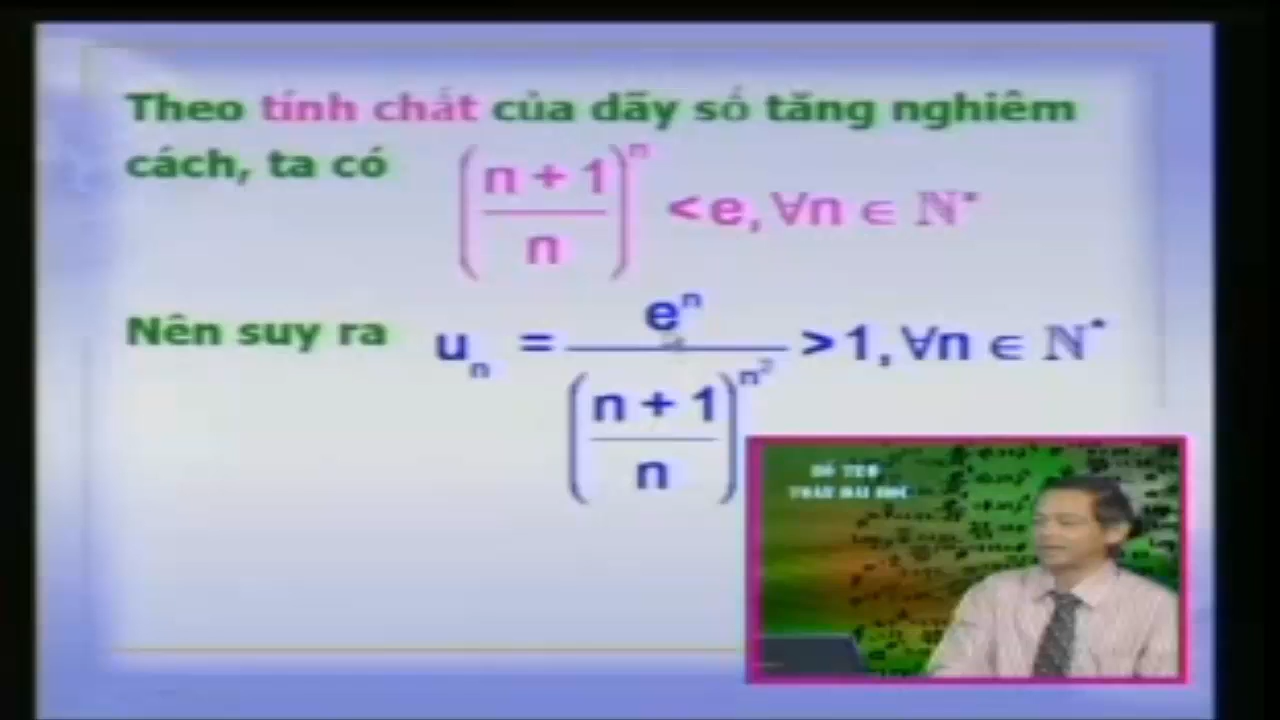 Theo tính chất của dãy số tăng nghiêm
cách, ta có ((n + 1)/n)^n < e, ∀n ∈ ℕ*
Nên suy ra u_n = e^n / ((n + 1)/n)^(n²) > 1, ∀n ∈ ℕ*